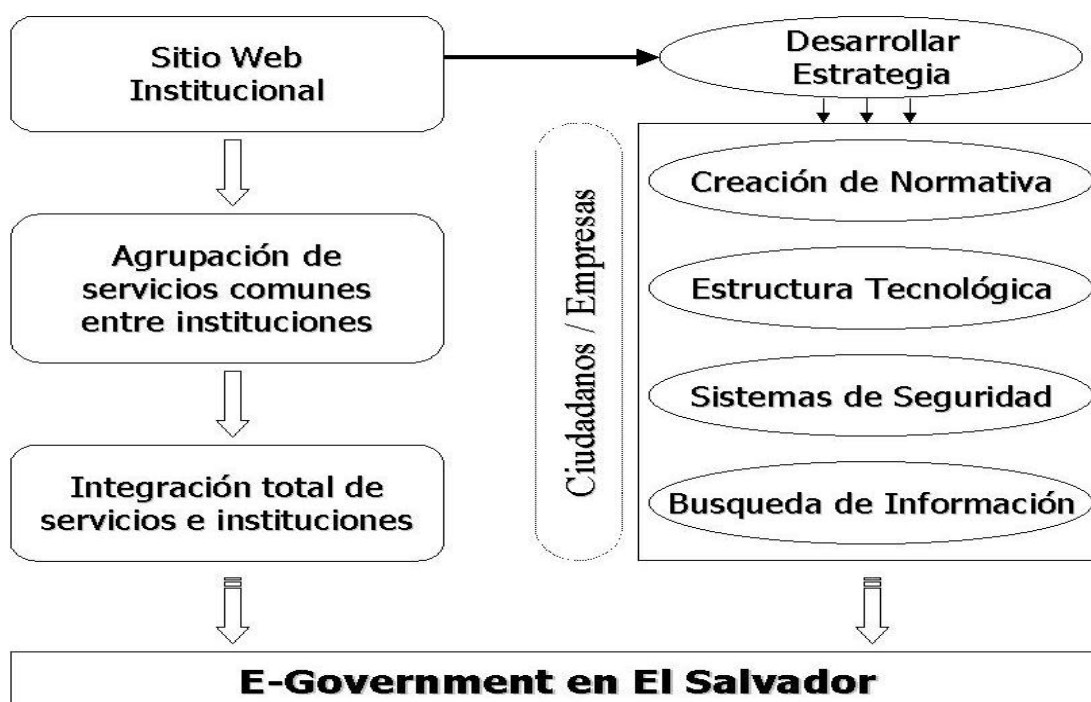 Sitio Web
Institucional
Desarrollar
Estrategia
Agrupación de
servicios comunes
entre instituciones
Integración total de
servicios e instituciones
Ciudadanos / Empresas
Creación de Normativa
Estructura Tecnológica
Sistemas de Seguridad
Busqueda de Información
E-Government en El Salvador